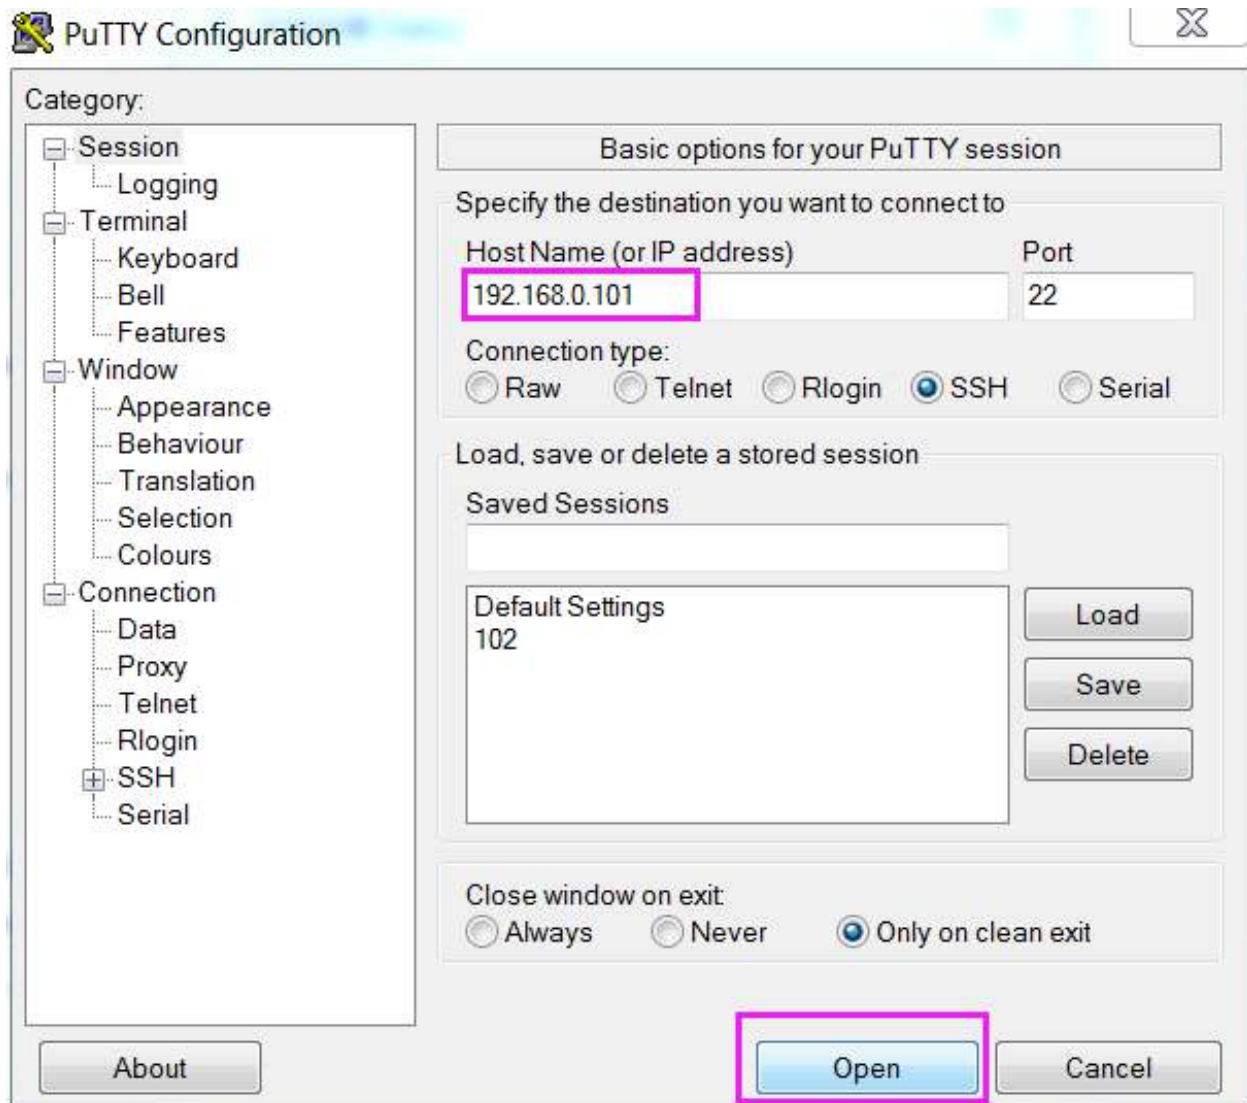 PuTTY Configuration
Category:
Session
Logging
Terminal
Keyboard
Bell
Features
Window
Appearance
Behaviour
Translation
Selection
Colours
Connection
Data
Proxy
Telnet
Rlogin
SSH
Serial
Basic options for your PuTTY session
Specify the destination you want to connect to
Host Name (or IP address) Port
192.168.0.101 22
Connection type:
Raw Telnet Rlogin SSH Serial
Load, save or delete a stored session
Saved Sessions
Default Settings
102
Load
Save
Delete
Close window on exit:
Always Never Only on clean exit
About Open Cancel